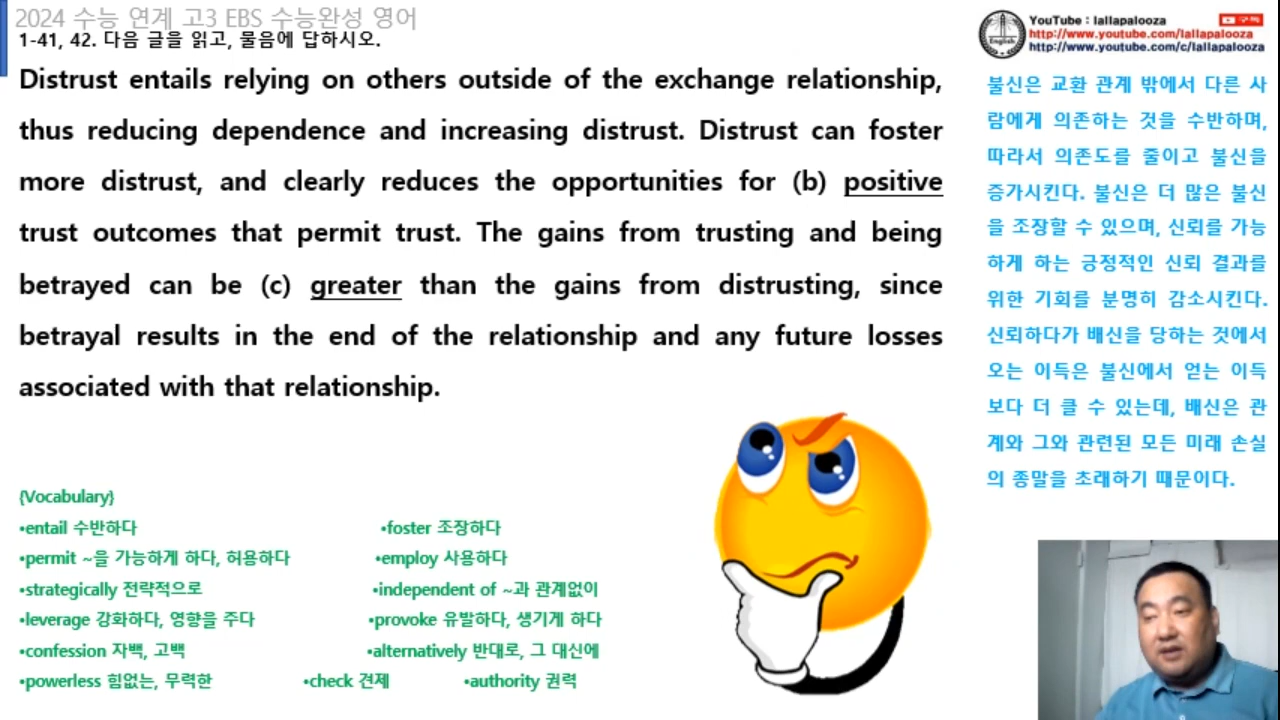 2024 수능 연계 고3 EBS 수능완성 영어
1-41, 42. 다음 글을 읽고, 물음에 답하시오.
Distrust entails relying on others outside of the exchange relationship,
thus reducing dependence and increasing distrust. Distrust can foster
more distrust, and clearly reduces the opportunities for (b) positive
trust outcomes that permit trust. The gains from trusting and being
betrayed can be (c) greater than the gains from distrusting, since
betrayal results in the end of the relationship and any future losses
associated with that relationship.
{Vocabulary}
•entail 수반하다 •foster 조장하다
•permit ~을 가능하게 하다, 허용하다 •employ 사용하다
•strategically 전략적으로 •independent of ~과 관계없이
•leverage 강화하다, 영향을 주다 •provoke 유발하다, 생기게 하다
•confession 자백, 고백 •alternatively 반대로, 그 대신에
•powerless 힘없는, 무력한 •check 견제 •authority 권력
YouTube : lallapalooza 구독
http://www.youtube.com/lallapalooza
http://www.youtube.com/c/lallapalooza
English
불신은 교환 관계 밖에서 다른 사
람에게 의존하는 것을 수반하며,
따라서 의존도를 줄이고 불신을
증가시킨다. 불신은 더 많은 불신
을 조장할 수 있으며, 신뢰를 가능
하게 하는 긍정적인 신뢰 결과를
위한 기회를 분명히 감소시킨다.
신뢰하다가 배신을 당하는 것에서
오는 이득은 불신에서 얻는 이득
보다 더 클 수 있는데, 배신은 관
계와 그와 관련된 모든 미래 손실
의 종말을 초래하기 때문이다.